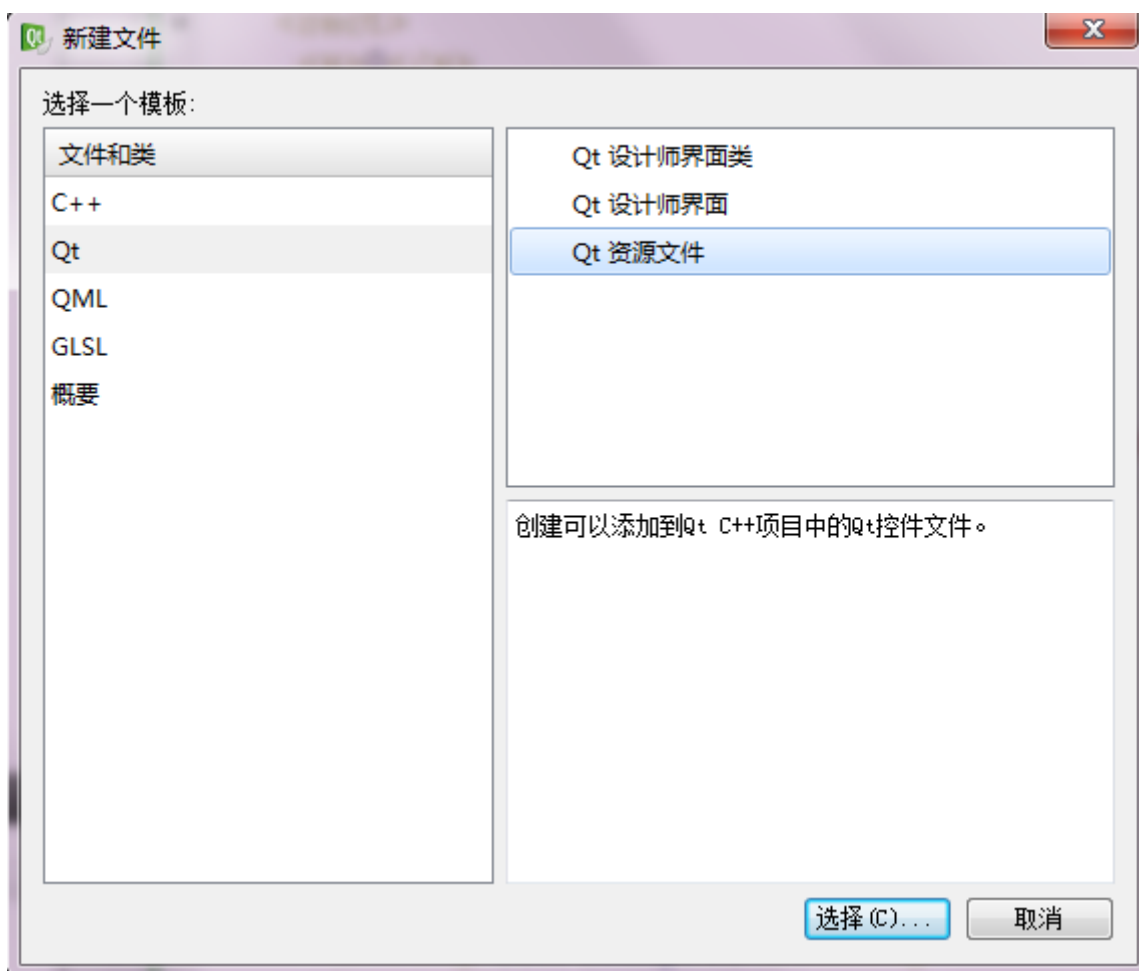 新建文件
选择一个模板:
文件和类
C++
Qt
QML
GLSL
概要
Qt 设计师界面类
Qt 设计师界面
Qt 资源文件
创建可以添加到Qt C++项目中的Qt控件文件。
选择(C)...
取消